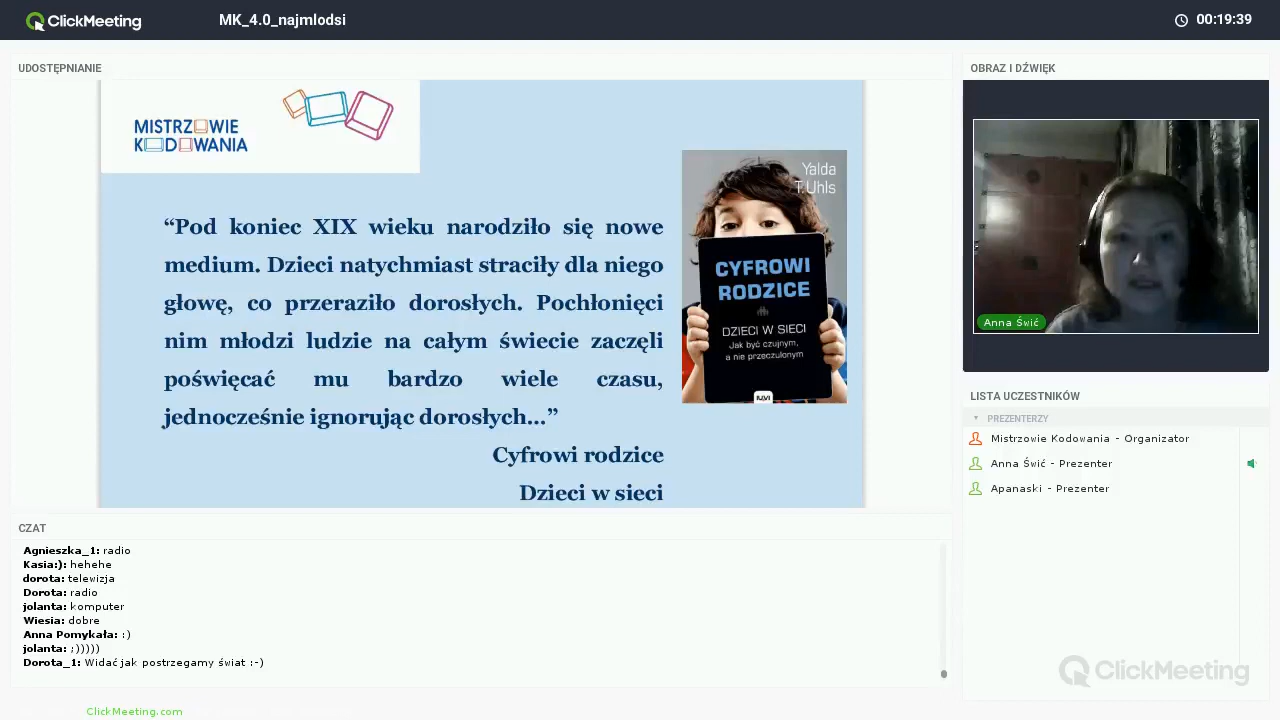 ClickMeeting
MK_4.0_najmlodsi
00:19:39
UDOSTĘPNIANIE
MISTRZOWIE
KODOWANIA
Yalda
T.Uhls
“Pod koniec XIX wieku narodziło się nowe
medium. Dzieci natychmiast straciły dla niego
głowę, co przeraziło dorosłych. Pochłonięci
nim młodzi ludzie na całym świecie zaczęli
poświęcać mu bardzo wiele czasu,
jednocześnie ignorując dorosłych...”
Cyfrowi rodzice
Dzieci w sieci
CYFROWI
RODZICE
DZIECI W SIECI
Jak być czujnym,
a nie przeczulonym
OBRAZ I DŹWIĘK
Anna Świć
LISTA UCZESTNIKÓW
PREZENTERZY
Mistrzowie Kodowania - Organizator
Anna Świć - Prezenter
Apanaski - Prezenter
CZAT
Agnieszka_1: radio
Kasia:): hehehe
dorota: telewizja
Dorota: radio
jolanta: komputer
Wiesia: dobre
Anna Pomykała: :)
jolanta: ;)))))
Dorota_1: Widać jak postrzegamy świat :-)
ClickMeeting
ClickMeeting.com